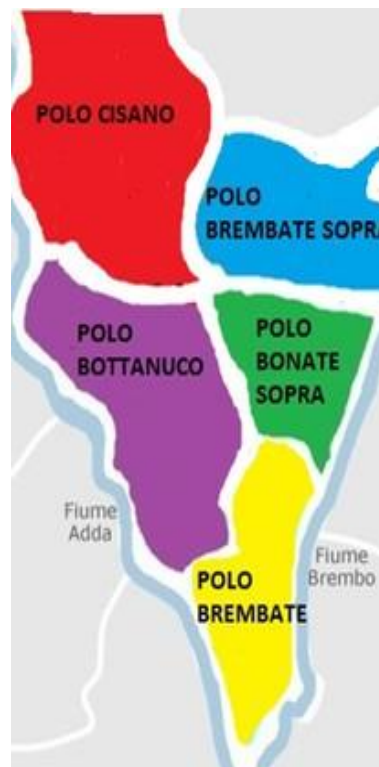 POLO CISANO
POLO
BREMBATE SOPRA
POLO
BOTTANUCO
POLO
BONATE
SOPRA
Fiume
Adda
Fiume
Brembo
POLO
BREMBATE